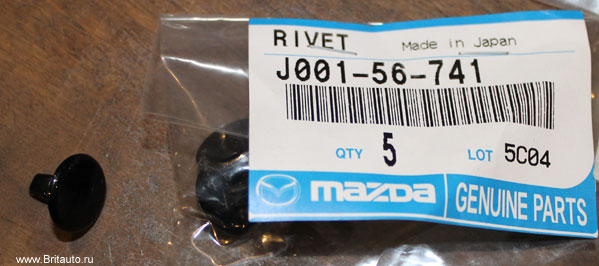 RIVET Made in Japan
J001-56-741
QTY 5 LOT 5C04
mazda GENUINE PARTS
www.Britauto.ru